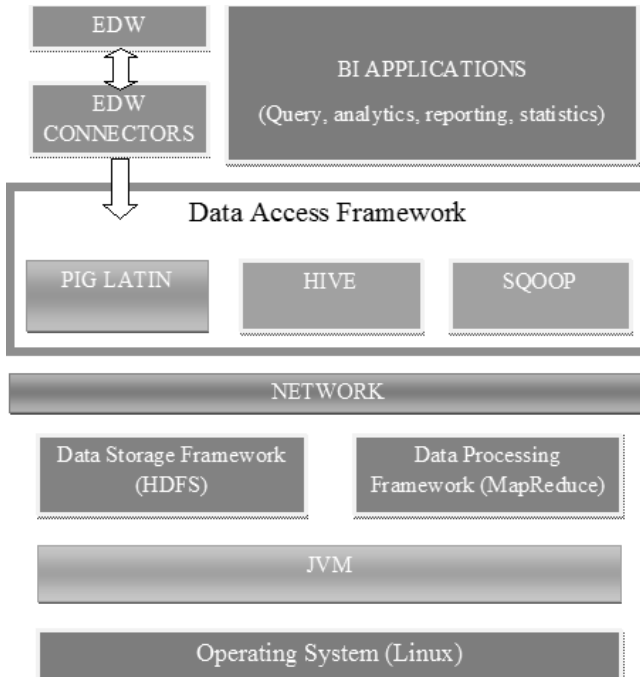 EDW
EDW
CONNECTORS
BI APPLICATIONS
(Query, analytics, reporting, statistics)
Data Access Framework
PIG LATIN
HIVE
SQOOP
NETWORK
Data Storage Framework
(HDFS)
Data Processing
Framework (MapReduce)
JVM
Operating System (Linux)